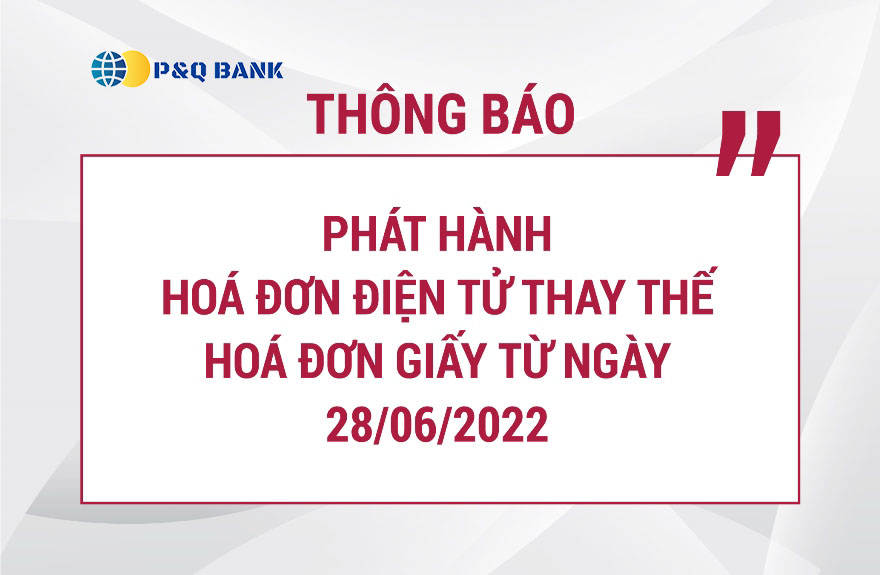 P&Q BANK
THÔNG BÁO
PHÁT HÀNH
HOÁ ĐƠN ĐIỆN TỬ THAY THẾ
HOÁ ĐƠN GIẤY TỪ NGÀY
28/06/2022